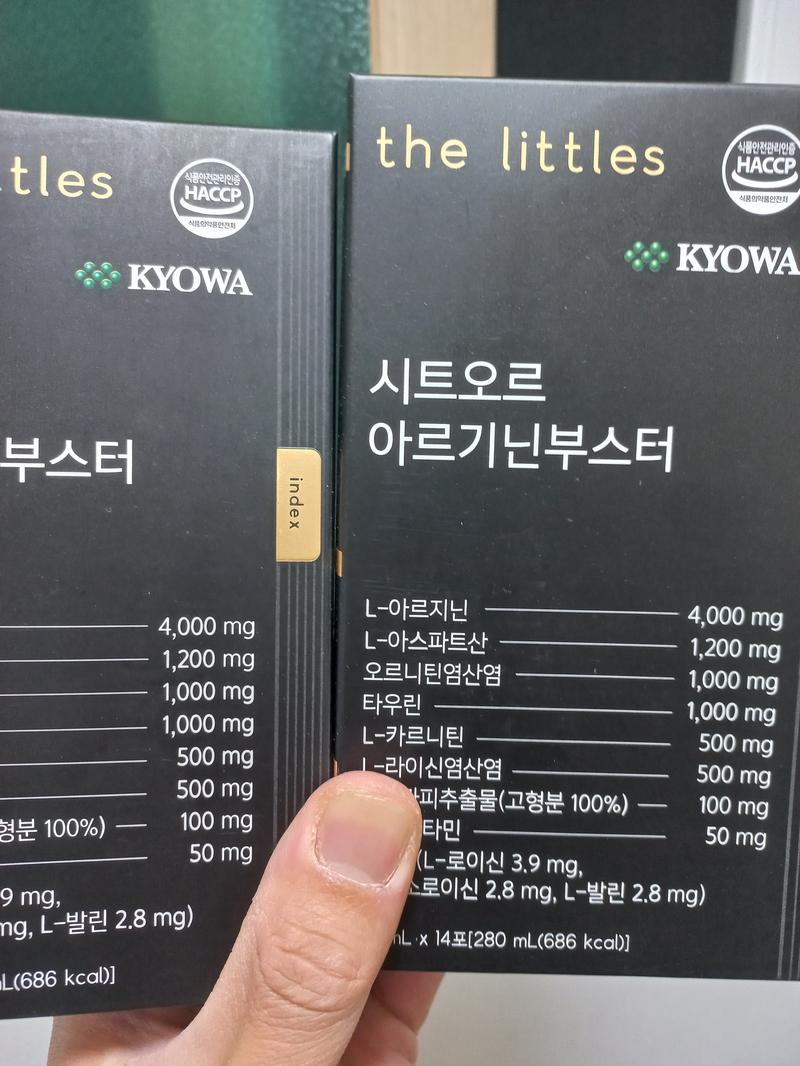 tles
식품안전관리인증
HACCP
식품의약품안전처
KYOWA
부스터
index
4,000 mg
1,200 mg
1,000 mg
1,000 mg
500 mg
500 mg
형분 100%) 100 mg
50 mg
9 mg,
mg, L-발린 2.8 mg)
L(686 kcal)]
the littles
식품안전관리인증
HACCP
식품의약품안전처
KYOWA
시트오르
아르기닌부스터
L-아르지닌 4,000 mg
L-아스파트산 1,200 mg
오르니틴염산염 1,000 mg
타우린 1,000 mg
L-카르니틴 500 mg
L-라이신염산염 500 mg
피추출물(고형분 100%) 100 mg
타민 50 mg
(L-로이신 3.9 mg,
소로이신 2.8 mg, L-발린 2.8 mg)
mL x 14포[280 mL(686 kcal)]